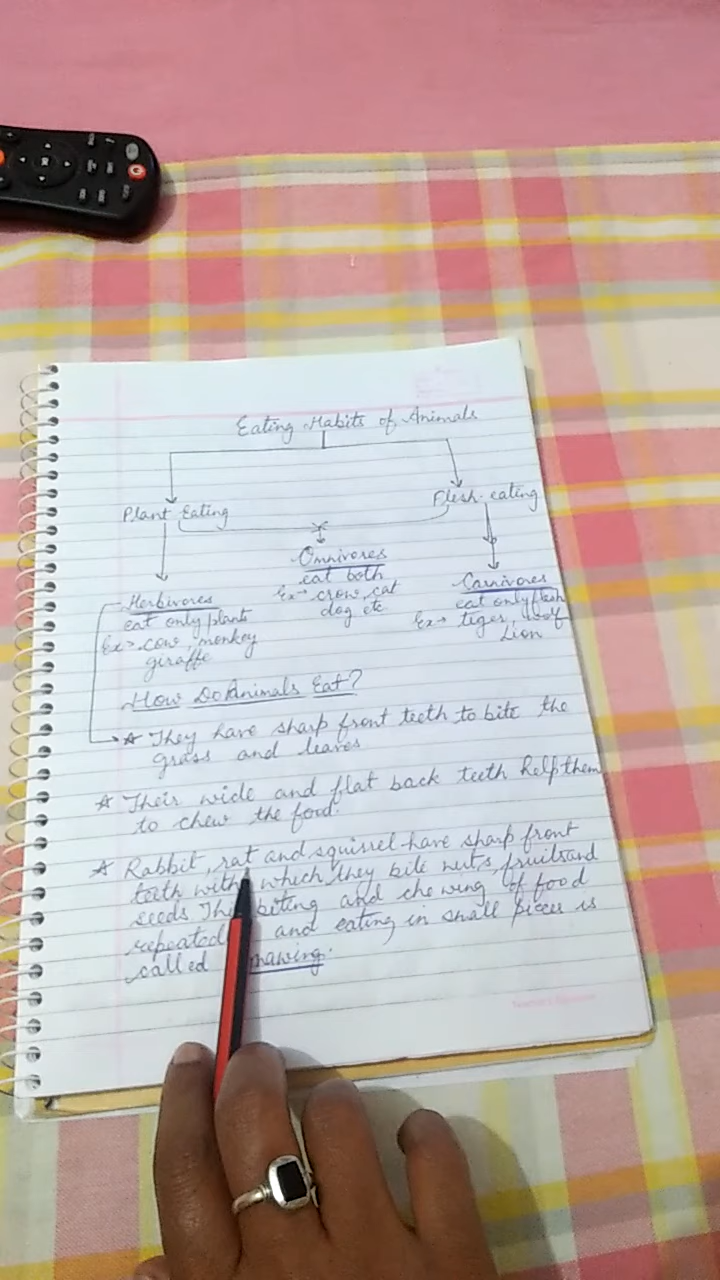 Eating Habits of Animals
Plant Eating
Flesh-eating
Omnivores
eat both
Ex→ crow, cat
dog etc
Herbivores
eat only plants
Ex→ cow, monkey
giraffe
Carnivores
eat only flesh
Ex→ tiger, wolf
Lion
How Do Animals Eat?
They have sharp front teeth to bite the
grass and leaves
Their wide and flat back teeth help them
to chew the food.
Rabbit, rat and squirrel have sharp front
teeth with which they bite nuts, fruits and
seeds The biting and chewing of food
repeated and eating in small pieces is
called nawing.